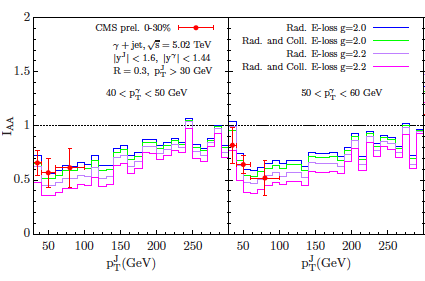 2
1.5
1
0.5
0
I_AA
CMS prel. 0-30%
γ + jet, √s = 5.02 TeV
|y^J| < 1.6, |y^γ| < 1.44
R = 0.3, p_T^J > 30 GeV
40 < p_T^γ < 50 GeV
Rad. E-loss g=2.0
Rad. and Coll. E-loss g=2.0
Rad. E-loss g=2.2
Rad. and Coll. E-loss g=2.2
50 < p_T^γ < 60 GeV
50 100 150 200 250
50 100 150 200 250
p_T^J(GeV)
p_T^J(GeV)